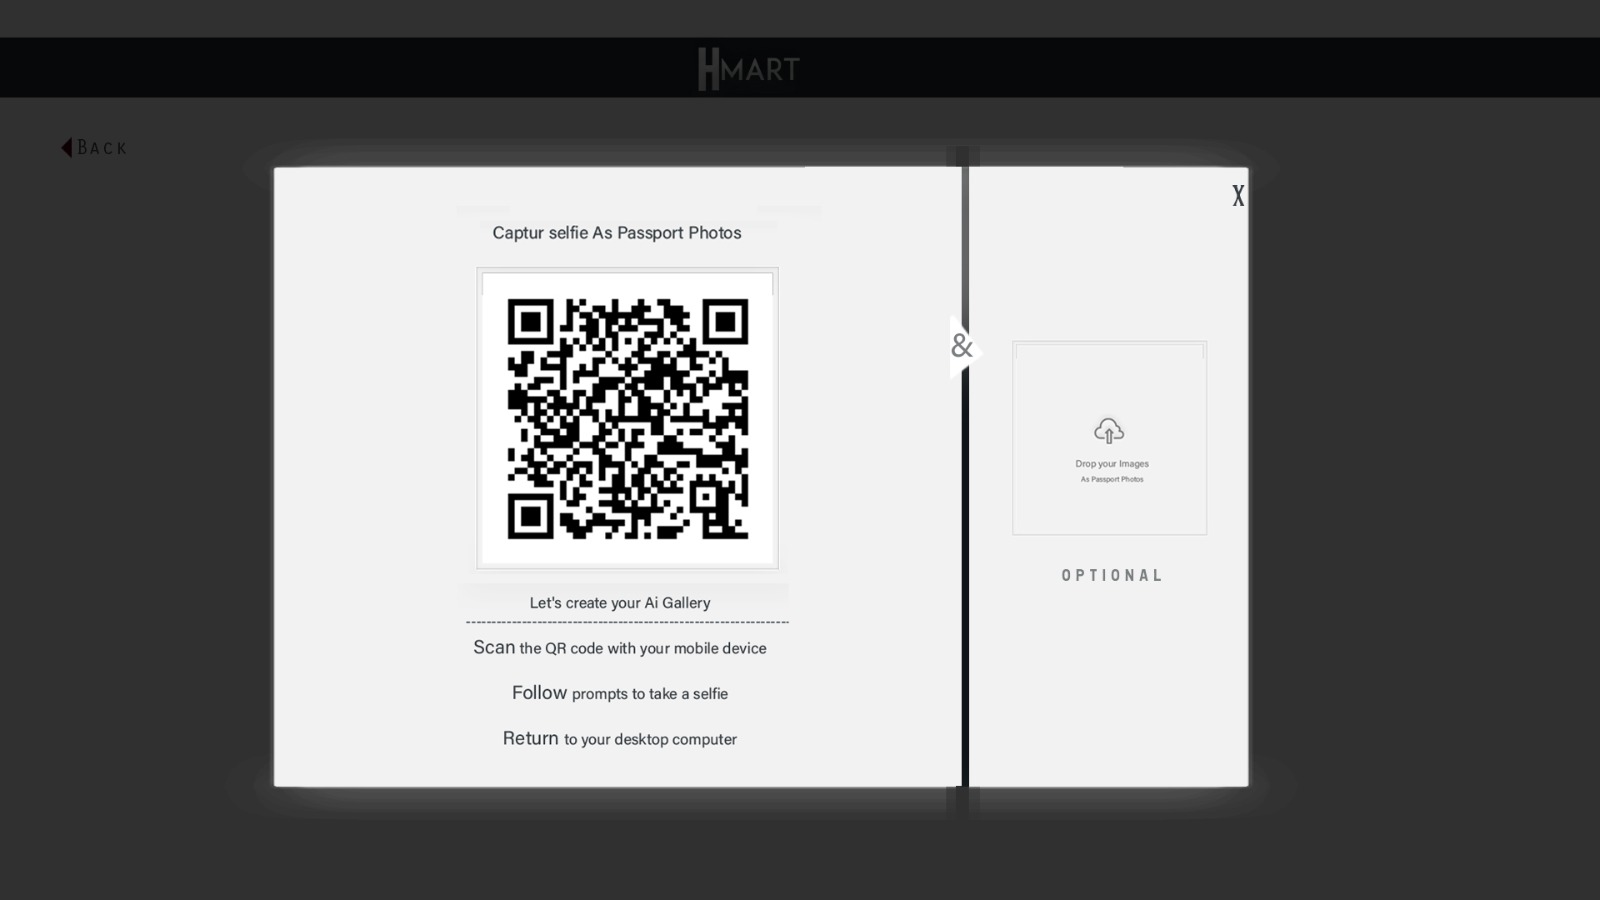 HMART
BACK
X
Captur selfie As Passport Photos
&
Drop your Images
As Passport Photos
OPTIONAL
Let's create your Ai Gallery
Scan the QR code with your mobile device
Follow prompts to take a selfie
Return to your desktop computer